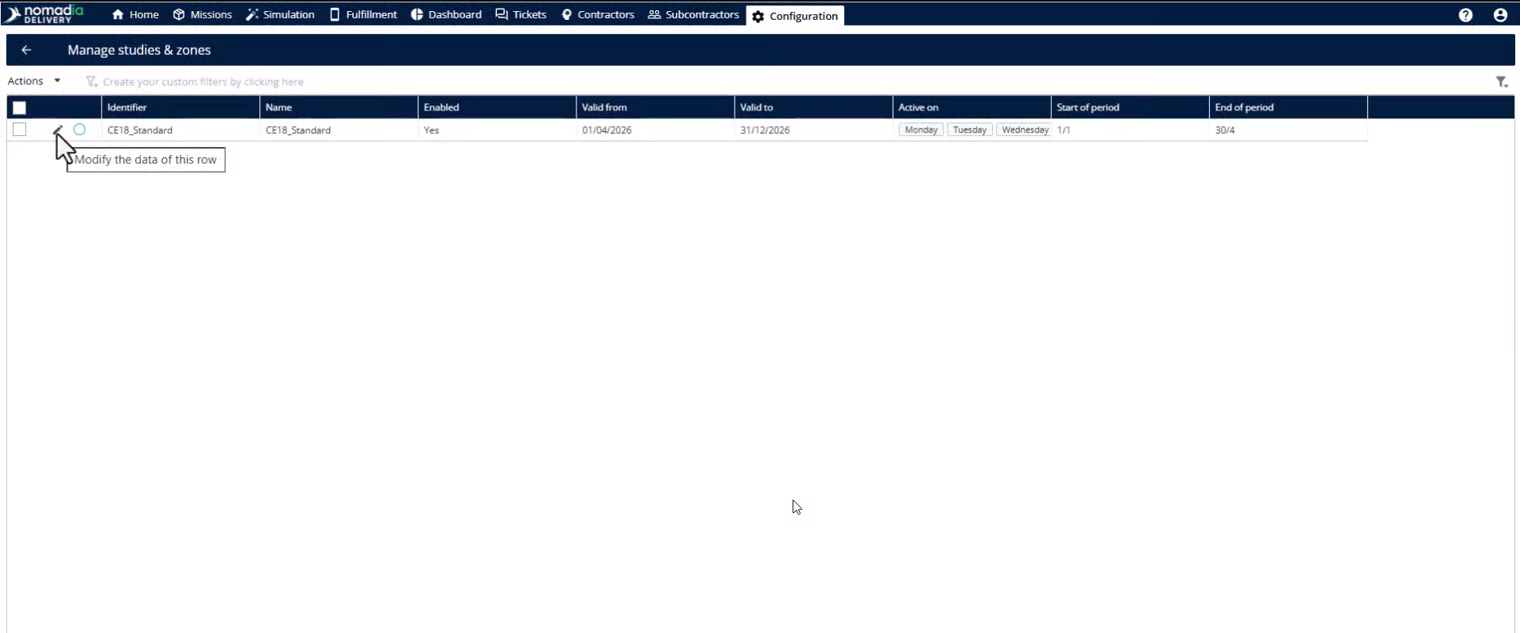 nomadia DELIVERY Home Missions Simulation Fulfillment Dashboard Tickets Contractors Subcontractors Configuration
Manage studies & zones
Actions Create your custom filters by clicking here
Identifier Name Enabled Valid from Valid to Active on Start of period End of period
CE18_Standard CE18_Standard Yes 01/04/2026 31/12/2026 Monday Tuesday Wednesday 1/1 30/4
Modify the data of this row